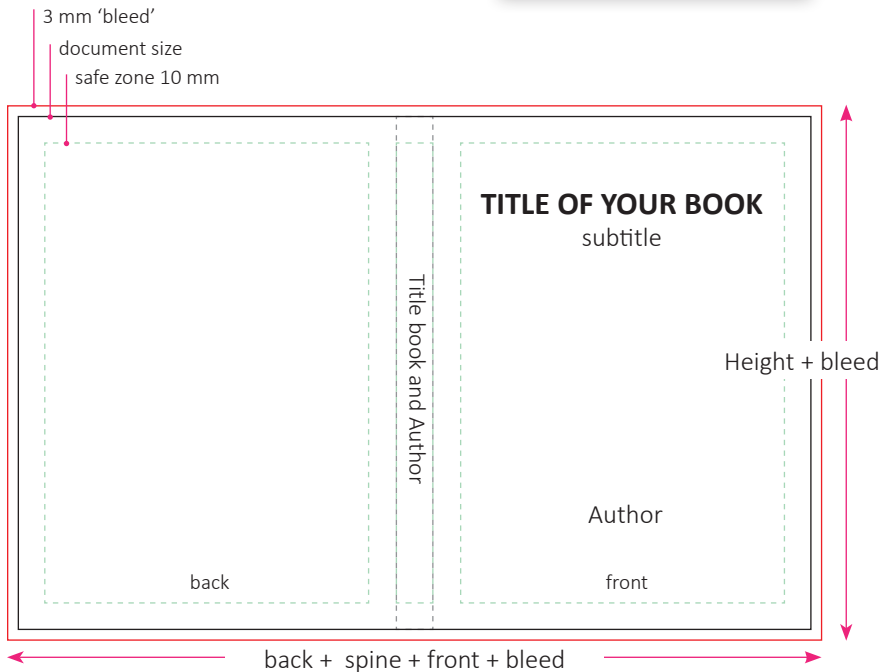 3 mm ‘bleed’
document size
safe zone 10 mm
TITLE OF YOUR BOOK
subtitle
Title book and Author
Height + bleed
Author
back
front
back + spine + front + bleed